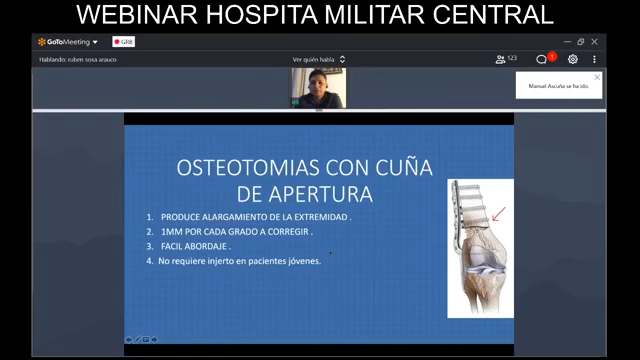 WEBINAR HOSPITA MILITAR CENTRAL
GoToMeeting
GRB
Hablando: ruben sosa arauco
Ver quién habla
123
1
Manuel Ascuña se ha ido.
OSTEOTOMIAS CON CUÑA
DE APERTURA
1. PRODUCE ALARGAMIENTO DE LA EXTREMIDAD .
2. 1MM POR CADA GRADO A CORREGIR .
3. FACIL ABORDAJE .
4. No requiere injerto en pacientes jóvenes.